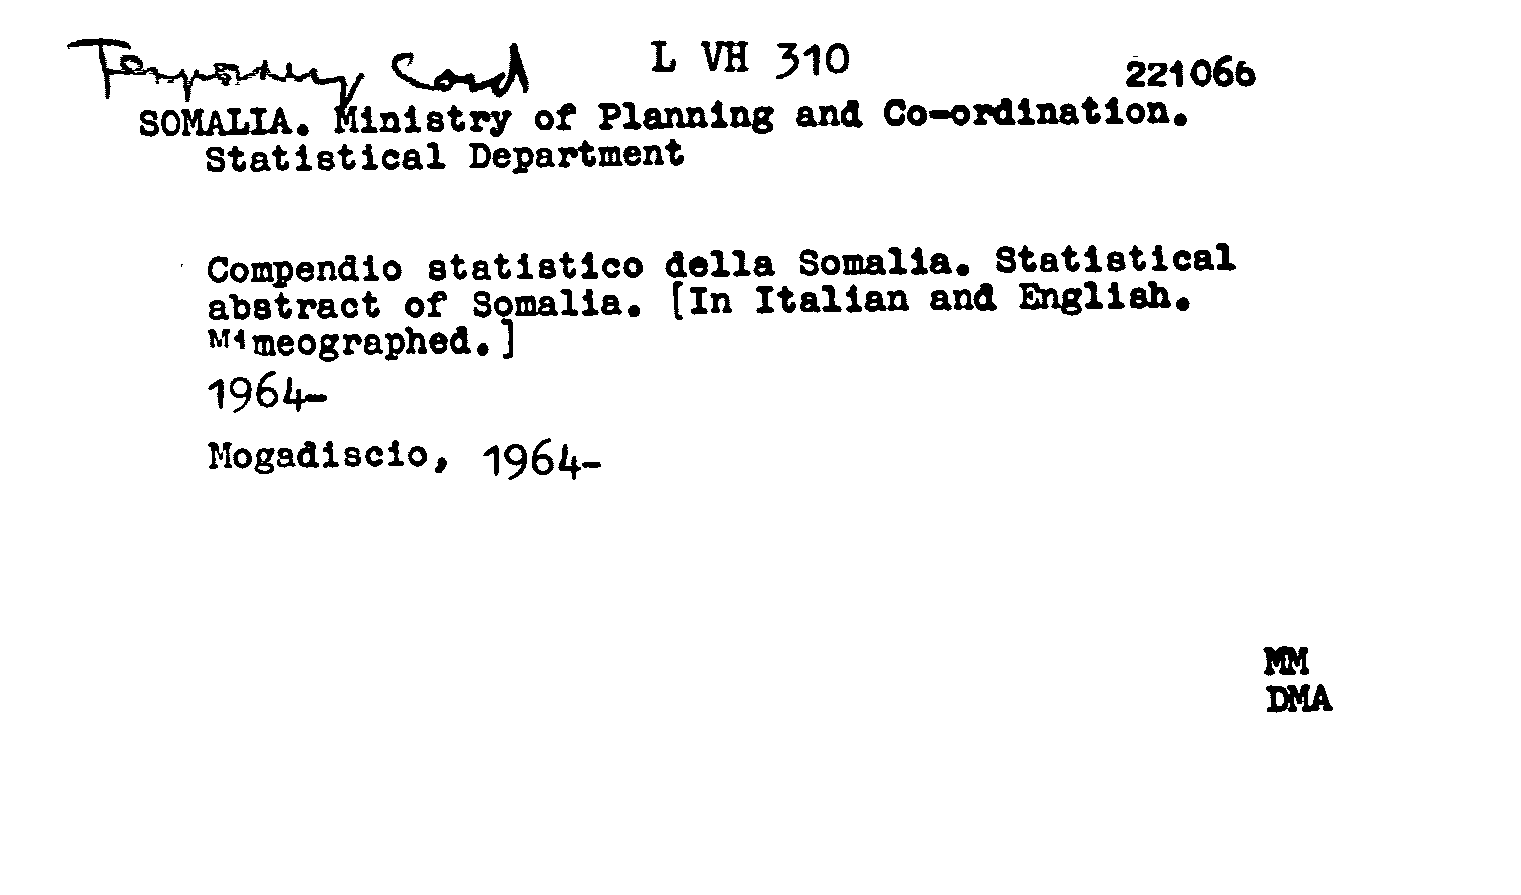 Temporary Card L VH 310 221066
SOMALIA. Ministry of Planning and Co-ordination.
Statistical Department
Compendio statistico della Somalia. Statistical
abstract of Somalia. [In Italian and English.
Mimeographed.]
1964-
Mogadiscio, 1964-
MM
DMA